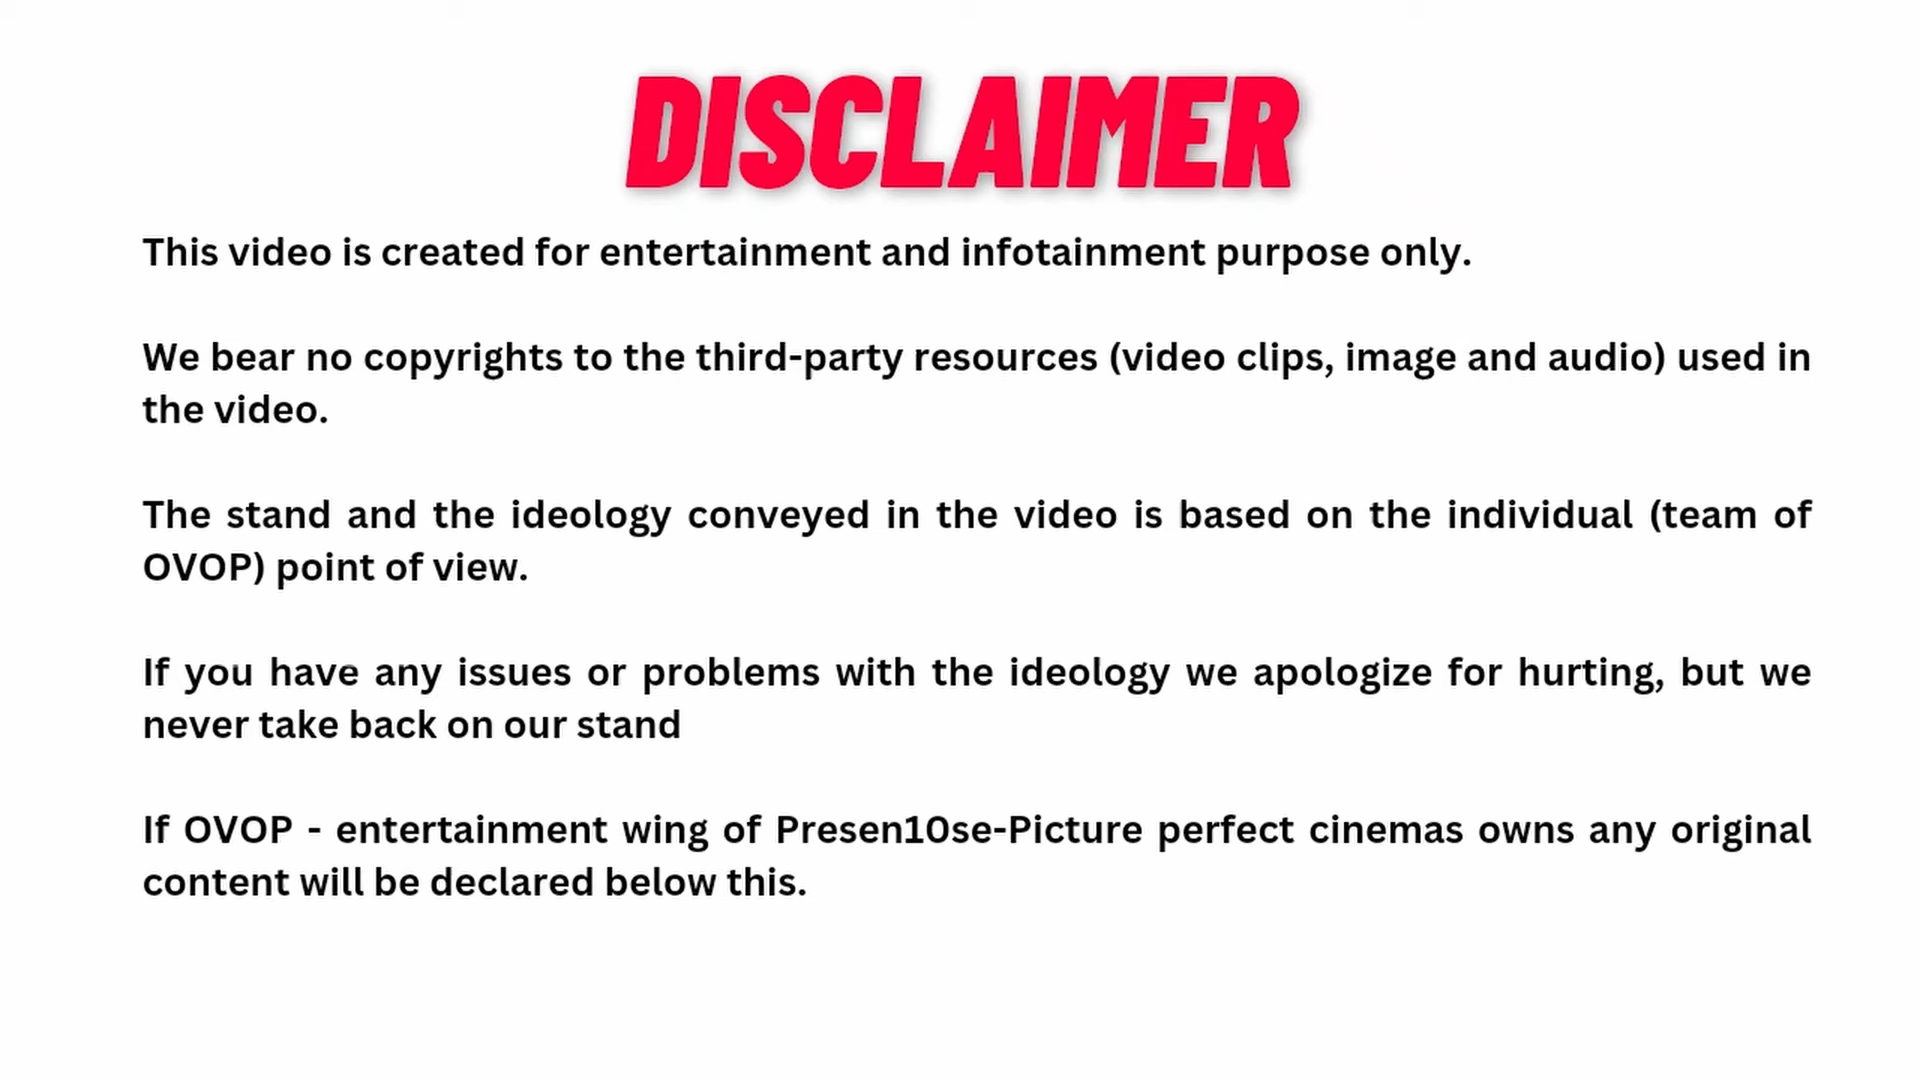 DISCLAIMER
This video is created for entertainment and infotainment purpose only.
We bear no copyrights to the third-party resources (video clips, image and audio) used in
the video.
The stand and the ideology conveyed in the video is based on the individual (team of
OVOP) point of view.
If you have any issues or problems with the ideology we apologize for hurting, but we
never take back on our stand
If OVOP - entertainment wing of Presen10se-Picture perfect cinemas owns any original
content will be declared below this.